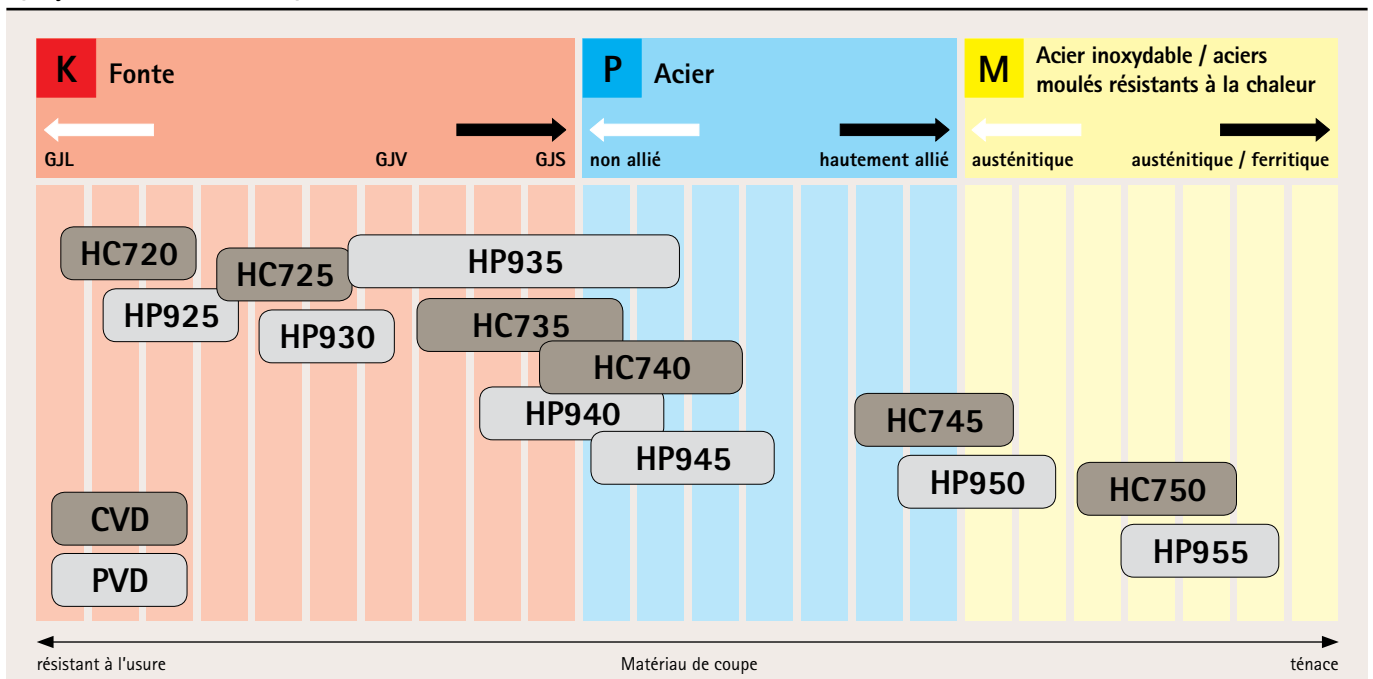 K Fonte
GJL GJV GJS
P Acier
non allié hautement allié
M Acier inoxydable / aciers
moulés résistants à la chaleur
austénitique austénitique / ferritique
HC720
HC725
HP935
HP925
HP930
HC735
HC740
HP940
HP945
HC745
HP950
HC750
HP955
CVD
PVD
résistant à l'usure Matériau de coupe ténace